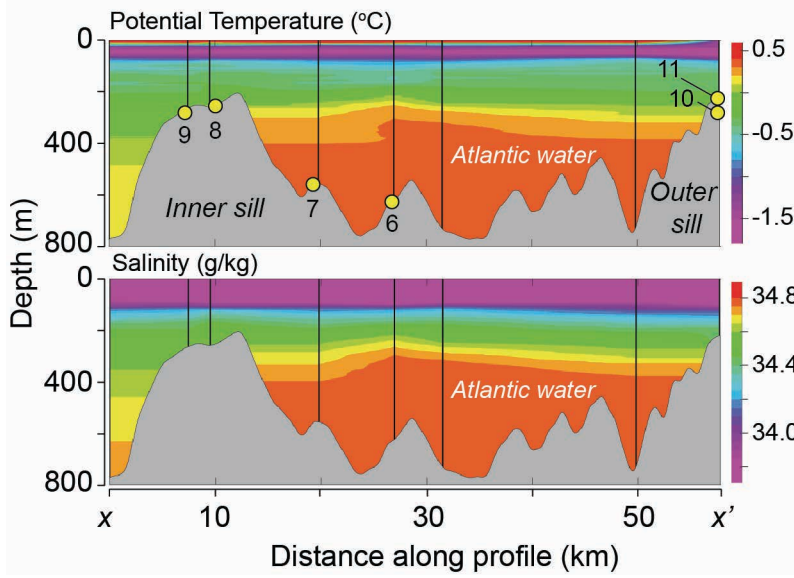 Potential Temperature (ºC)
0
400
800
Depth (m)
9
8
7
6
11
10
Inner sill
Atlantic water
Outer
sill
0.5
-0.5
-1.5
Salinity (g/kg)
0
400
800
Atlantic water
34.8
34.4
34.0
x
10
30
50
x'
Distance along profile (km)